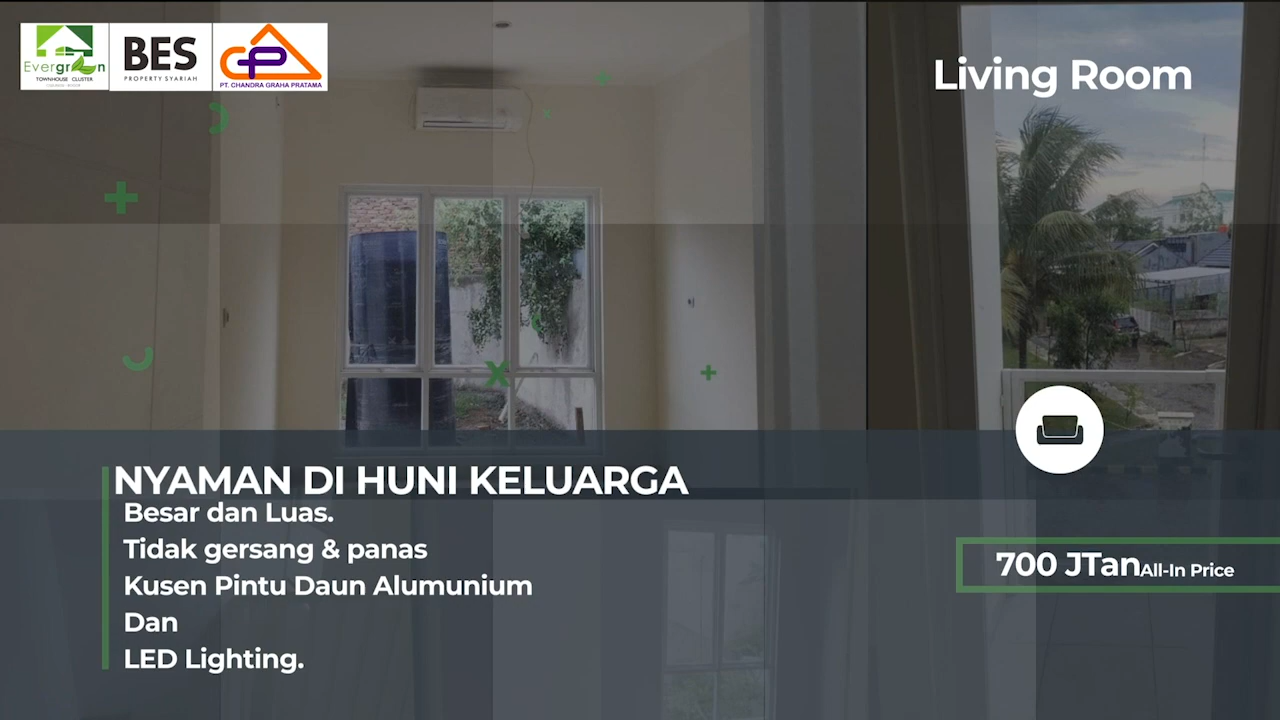 Evergreen
TOWNHOUSE CLUSTER
BES
PROPERTY SYARIAH
CP
PT. CHANDRA GRAHA PRATAMA
Living Room
NYAMAN DI HUNI KELUARGA
Besar dan Luas.
Tidak gersang & panas
Kusen Pintu Daun Alumunium
Dan
LED Lighting.
700 JTan All-In Price